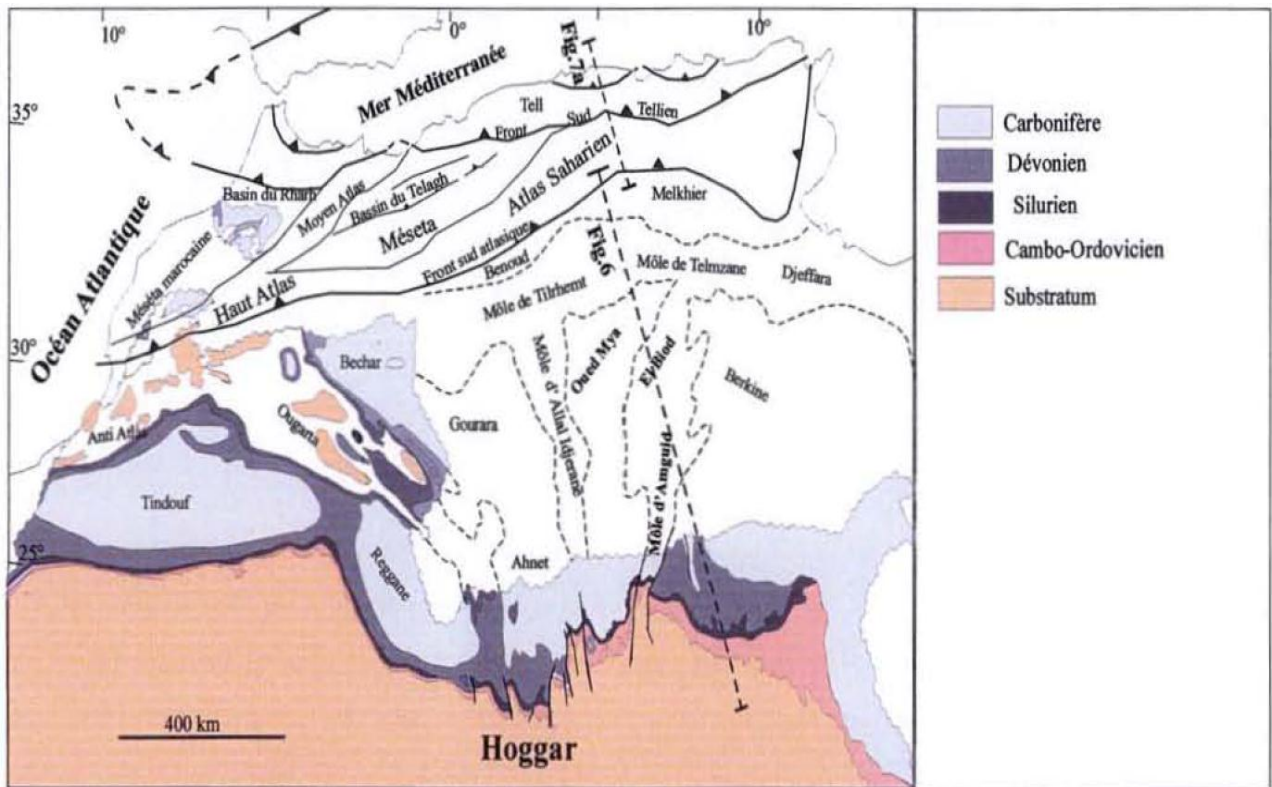 10°
0°
10°
35°
30°
25°
Fig.7a
Mer Méditerranée
Tell
Front Sud Tellien
Basin du Rharb
Moyen Atlas
Bassin du Telagh
Atlas Saharien
Melkhier
Océan Atlantique
Méséta marocaine
Méseta
Front sud atlasique
Benoud
Fig.6
Môle de Telmzane
Djeffara
Haut Atlas
Môle de Tilrhemt
Bechar
Môle d' Allal Idjeranè
Oued Mya
Berkine
Anti Atlas
Ougarta
Gourara
Môle d'Amguid
Tindouf
Reggane
Ahnet
400 km
Hoggar
Carbonifère
Dévonien
Silurien
Cambo-Ordovicien
Substratum